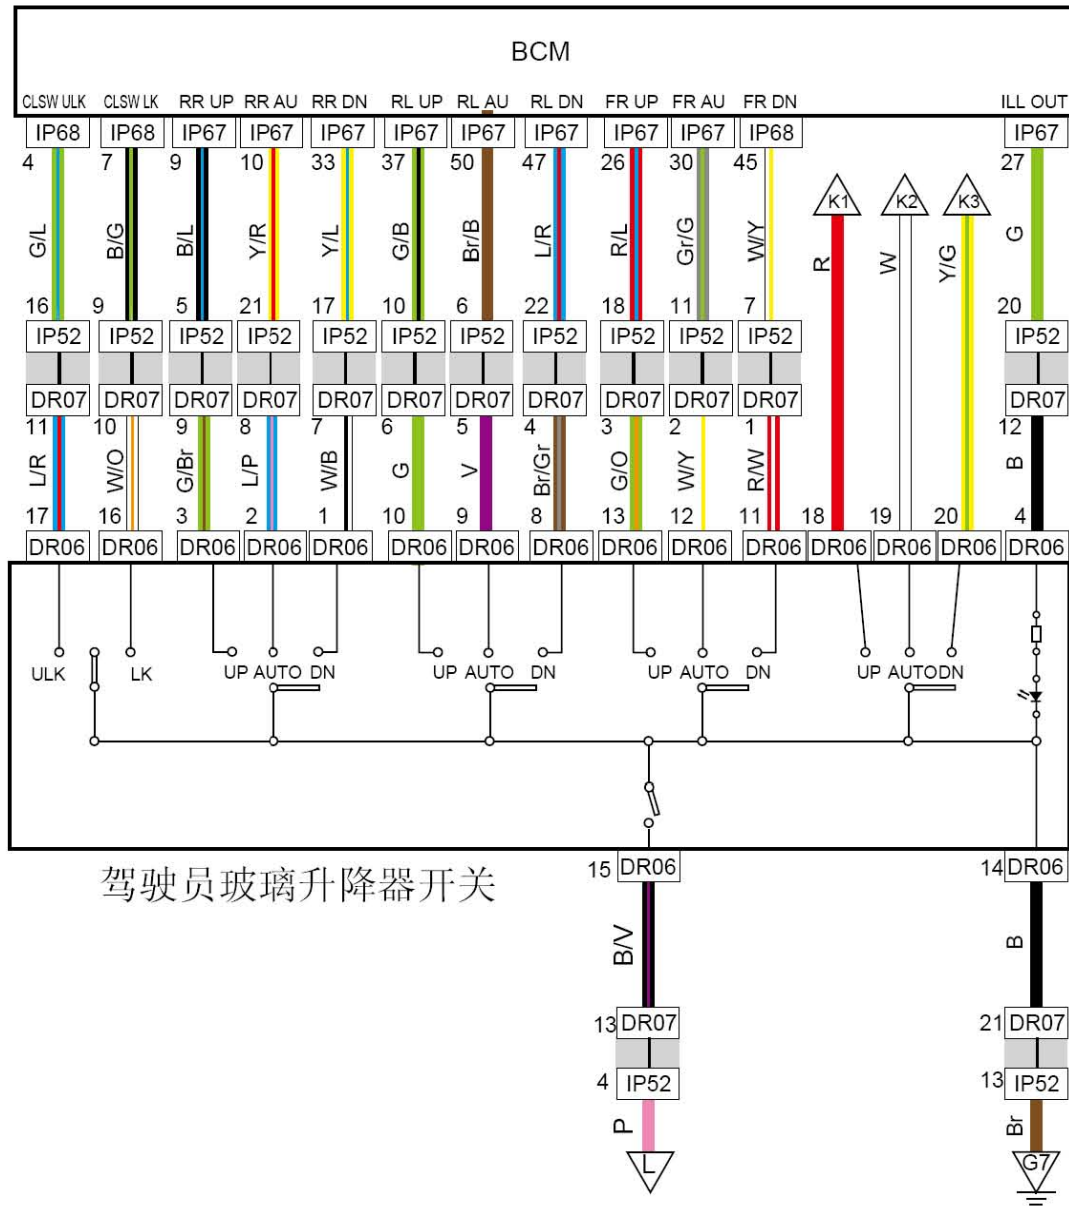 BCM
CLSW ULK CLSW LK RR UP RR AU RR DN RL UP RL AU RL DN FR UP FR AU FR DN ILL OUT
IP68 IP68 IP67 IP67 IP67 IP67 IP67 IP67 IP67 IP67 IP68 IP67
4 7 9 10 33 37 50 47 26 30 45 27
K1 K2 K3
G/L B/G B/L Y/R Y/L G/B Br/B L/R R/L Gr/G W/Y R W Y/G G
16 9 5 21 17 10 6 22 18 11 7 20
IP52 IP52 IP52 IP52 IP52 IP52 IP52 IP52 IP52 IP52 IP52 IP52
DR07 DR07 DR07 DR07 DR07 DR07 DR07 DR07 DR07 DR07 DR07 DR07
11 10 9 8 7 6 5 4 3 2 1 12
L/R W/O G/Br L/P W/B G V Br/Gr G/O W/Y R/W B
17 16 3 2 1 10 9 8 13 12 11 18 19 20 4
DR06 DR06 DR06 DR06 DR06 DR06 DR06 DR06 DR06 DR06 DR06 DR06 DR06 DR06 DR06
ULK LK UP AUTO DN UP AUTO DN UP AUTO DN UP AUTO DN
15 DR06 14 DR06
驾驶员玻璃升降器开关
B/V B
13 DR07 21 DR07
4 IP52 13 IP52
P Br
L G7